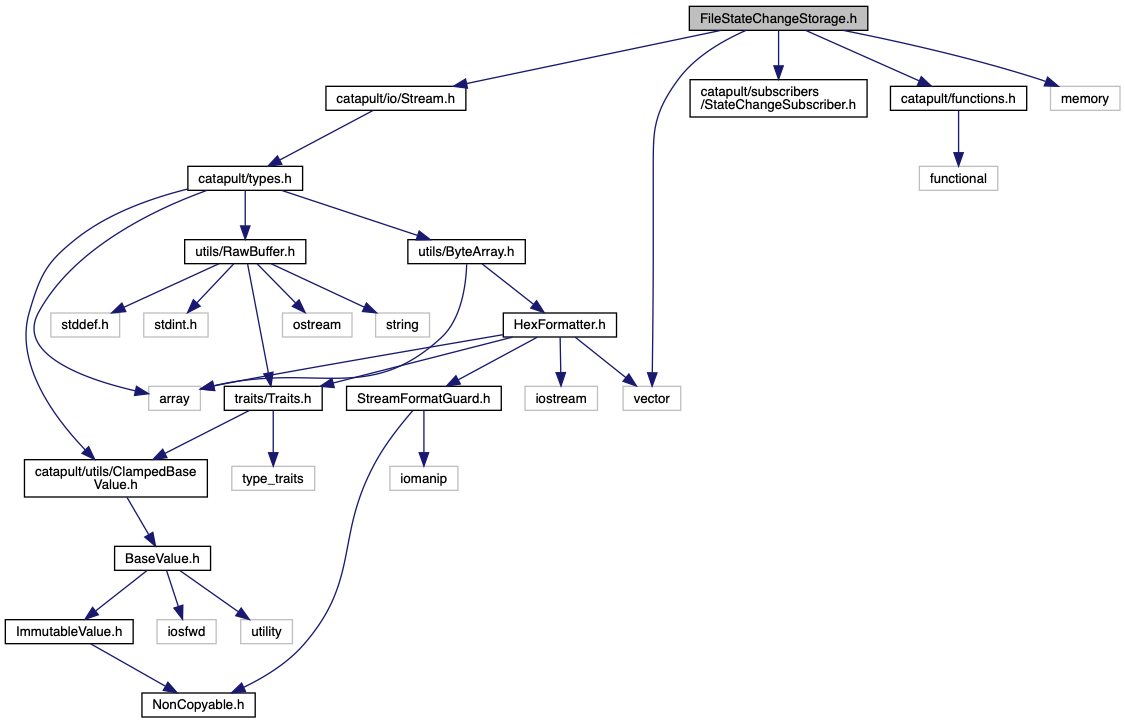 FileStateChangeStorage.h
catapult/io/Stream.h
catapult/subscribers
/StateChangeSubscriber.h
catapult/functions.h
memory
catapult/types.h
functional
utils/RawBuffer.h
utils/ByteArray.h
stddef.h
stdint.h
ostream
string
HexFormatter.h
array
traits/Traits.h
StreamFormatGuard.h
iostream
vector
catapult/utils/ClampedBase
Value.h
type_traits
iomanip
BaseValue.h
ImmutableValue.h
iosfwd
utility
NonCopyable.h